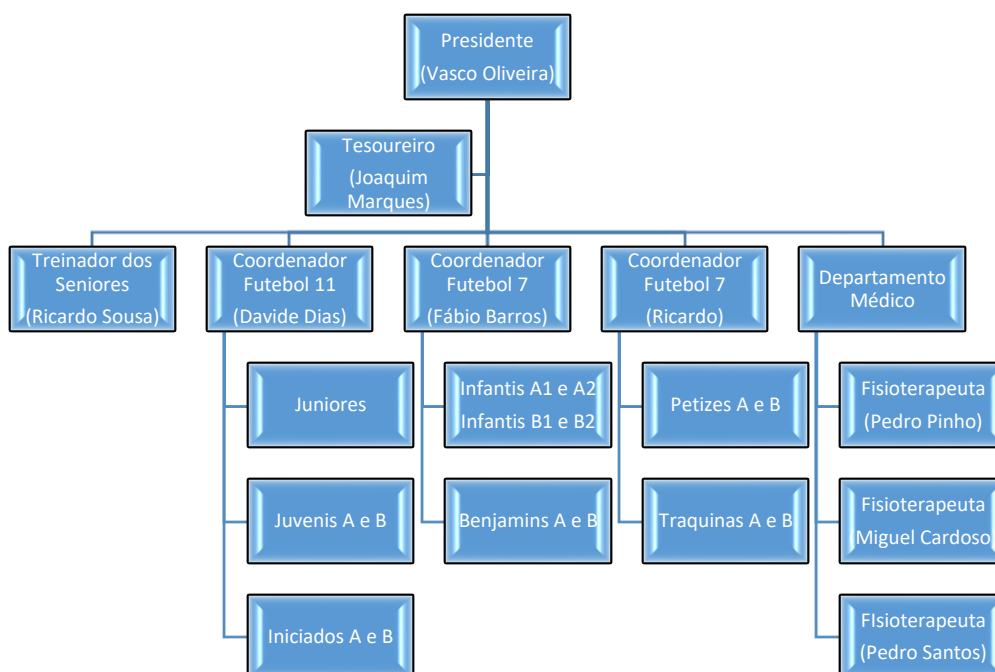 Presidente
(Vasco Oliveira)
Tesoureiro
(Joaquim
Marques)
Treinador dos
Seniores
(Ricardo Sousa)
Coordenador
Futebol 11
(Davide Dias)
Coordenador
Futebol 7
(Fábio Barros)
Coordenador
Futebol 7
(Ricardo)
Departamento
Médico
Juniores
Infantis A1 e A2
Infantis B1 e B2
Petizes A e B
Fisioterapeuta
(Pedro Pinho)
Juvenis A e B
Benjamins A e B
Traquinas A e B
Fisioterapeuta
(Miguel Cardoso
Iniciados A e B
FIsioterapeuta
(Pedro Santos)